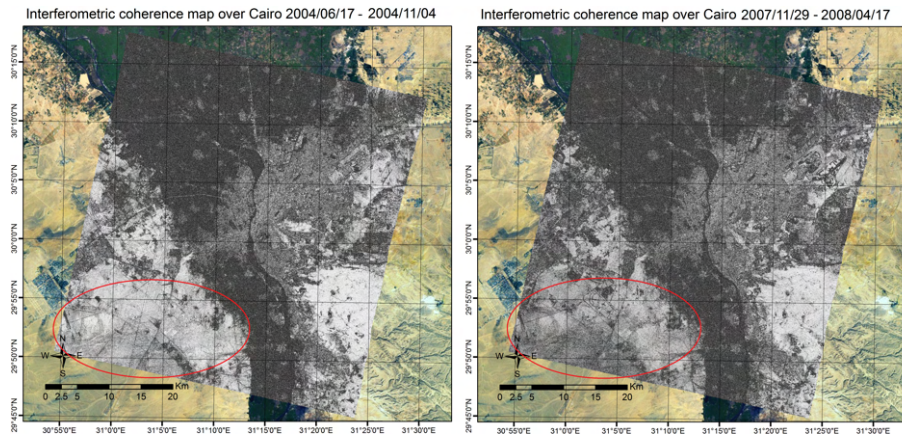 Interferometric coherence map over Cairo 2004/06/17 - 2004/11/04
30°15'0"N
30°10'0"N
30°5'0"N
30°0'0"N
29°55'0"N
29°50'0"N
29°45'0"N
N
W E
S
Km
0 2.5 5 10 15 20
30°55'0"E 31°0'0"E 31°5'0"E 31°10'0"E 31°15'0"E 31°20'0"E 31°25'0"E 31°30'0"E
Interferometric coherence map over Cairo 2007/11/29 - 2008/04/17
30°15'0"N
30°10'0"N
30°5'0"N
30°0'0"N
29°55'0"N
29°50'0"N
29°45'0"N
N
W E
S
Km
0 2.5 5 10 15 20
30°55'0"E 31°0'0"E 31°5'0"E 31°10'0"E 31°15'0"E 31°20'0"E 31°25'0"E 31°30'0"E